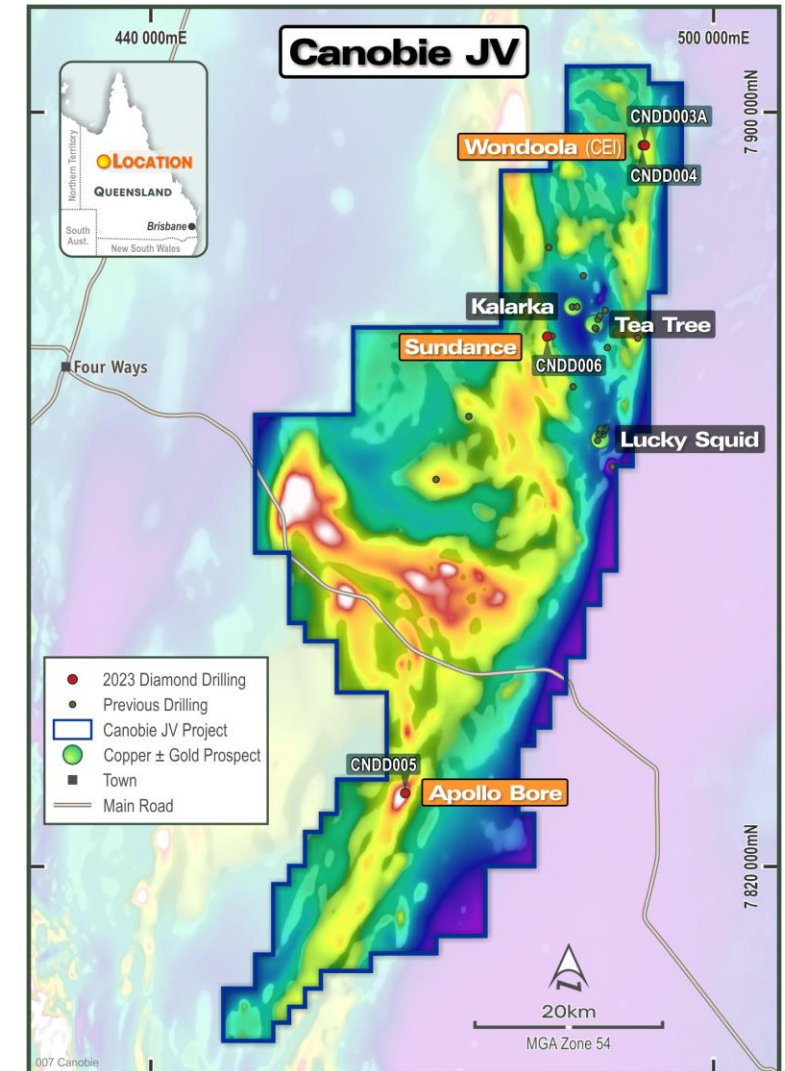 440 000mE
500 000mE
Canobie JV
7 900 000mN
Northern Territory
LOCATION
QUEENSLAND
South
Aust.
Brisbane
New South Wales
CNDD003A
Wondoola (CEI)
CNDD004
Kalarka
Tea Tree
Sundance
CNDD006
Four Ways
Lucky Squid
2023 Diamond Drilling
Previous Drilling
Canobie JV Project
Copper ± Gold Prospect
Town
Main Road
CNDD005
Apollo Bore
7 820 000mN
N
20km
MGA Zone 54
007 Canobie